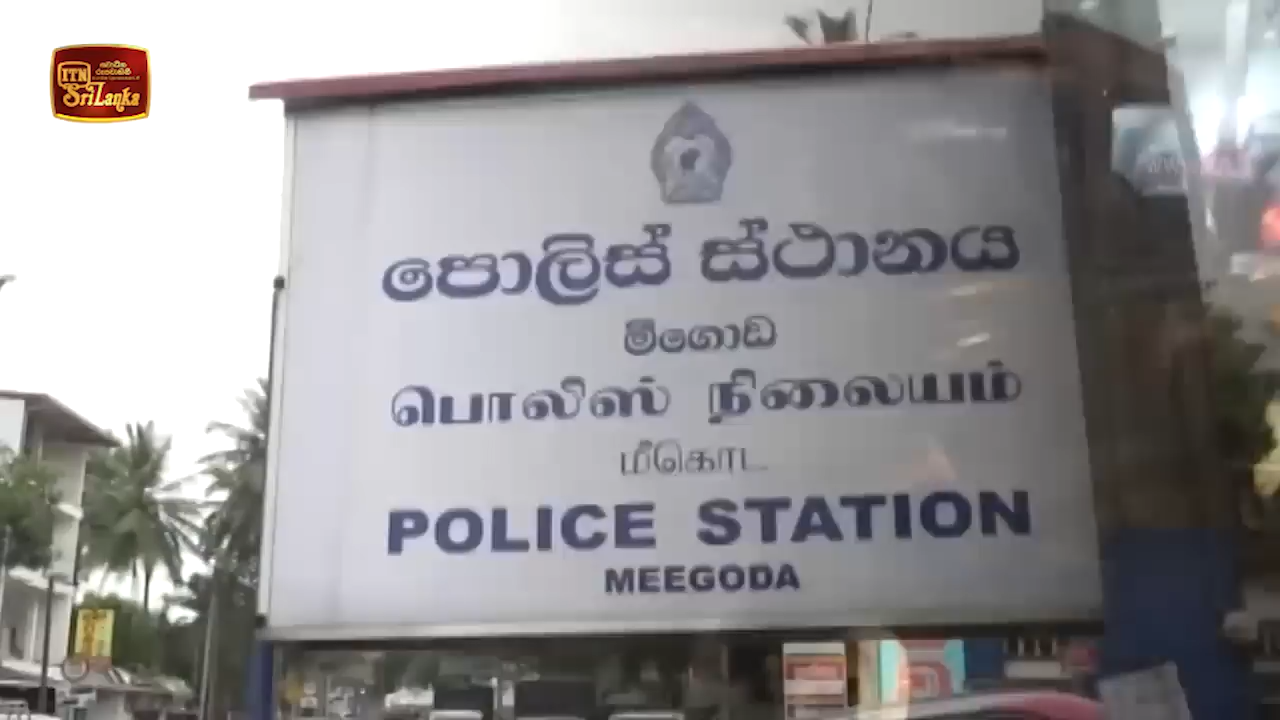 ITN
Sri Lanka
පොලිස් ස්ථානය
මීගොඩ
பொலிஸ் நிலையம்
மீகொட
POLICE STATION
MEEGODA